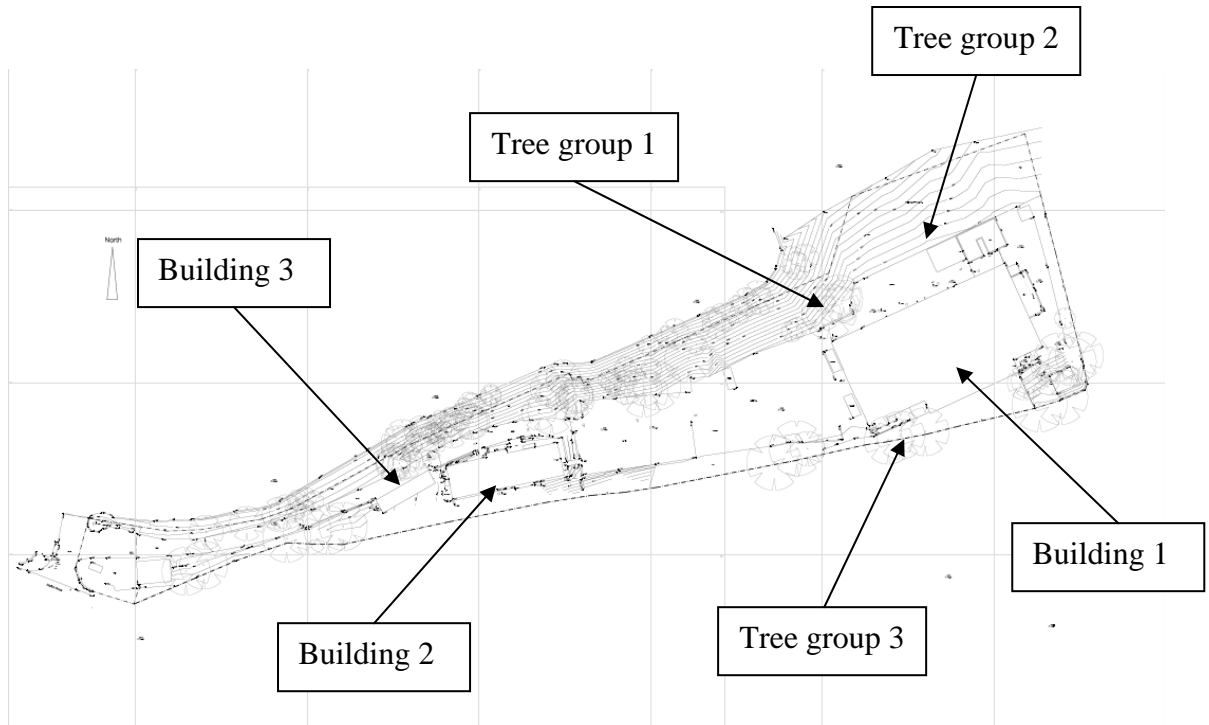 Tree group 2
Tree group 1
North
Building 3
Building 1
Tree group 3
Building 2